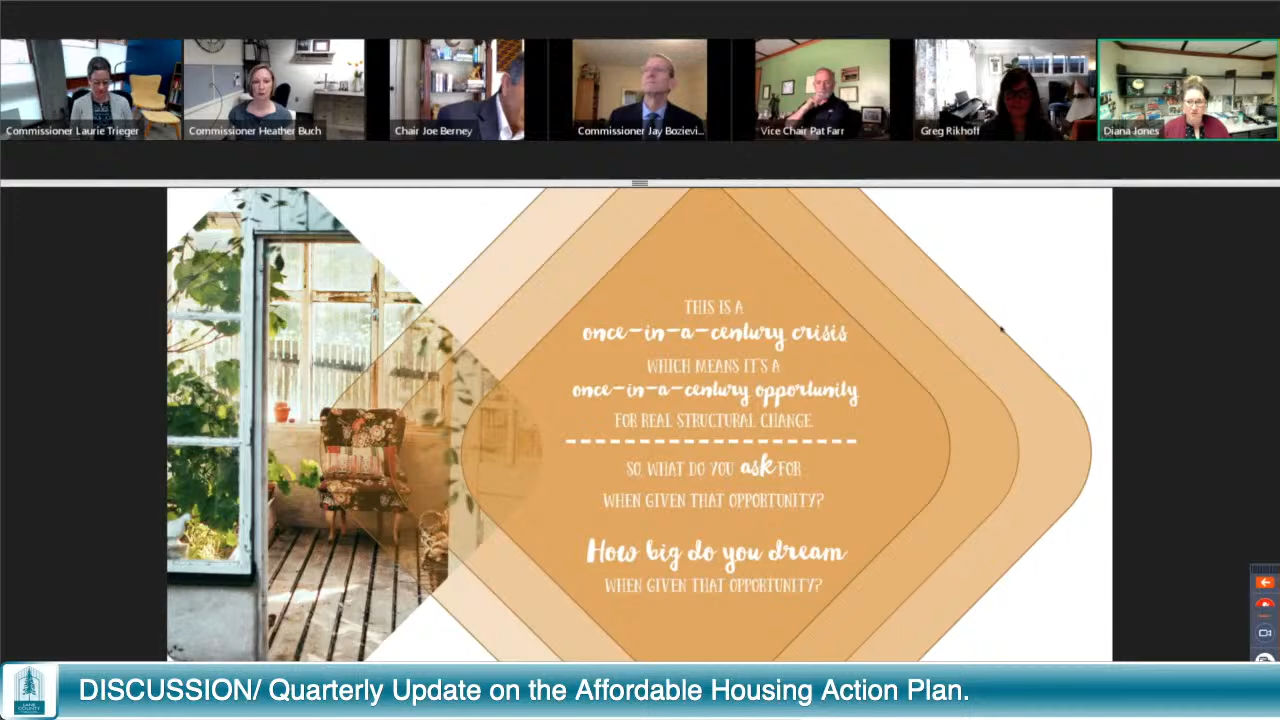 Commissioner Laurie Trieger
Commissioner Heather Buch
Chair Joe Berney
Commissioner Jay Bozievi...
Vice Chair Pat Farr
Greg Rikhoff
Diana Jones
THIS IS A
once-in-a-century crisis
WHICH MEANS IT'S A
once-in-a-century opportunity
FOR REAL STRUCTURAL CHANGE.
SO, WHAT DO YOU ask FOR
WHEN GIVEN THAT OPPORTUNITY?
How big do you dream
WHEN GIVEN THAT OPPORTUNITY?
LANE COUNTY
DISCUSSION/ Quarterly Update on the Affordable Housing Action Plan.